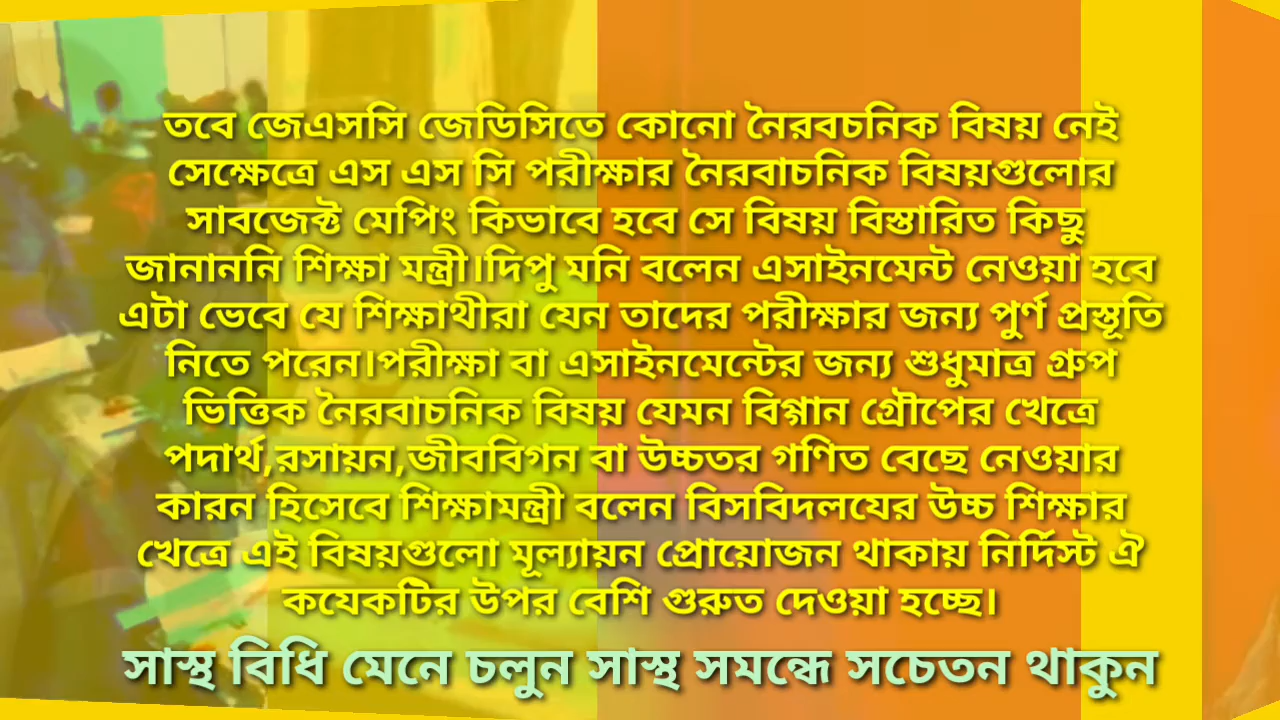 তবে জেএসসি জেডিসিতে কোনো নৈরবচনিক বিষয় নেই
সেক্ষেত্রে এস এস সি পরীক্ষার নৈরবাচনিক বিষয়গুলোর
সাবজেক্ট মেপিং কিভাবে হবে সে বিষয় বিস্তারিত কিছু
জানাননি শিক্ষা মন্ত্রী।দিপু মনি বলেন এসাইনমেন্ট নেওয়া হবে
এটা ভেবে যে শিক্ষাথীরা যেন তাদের পরীক্ষার জন্য পুর্ণ প্রস্তূতি
নিতে পরেন।পরীক্ষা বা এসাইনমেন্টের জন্য শুধুমাত্র গ্রুপ
ভিত্তিক নৈরবাচনিক বিষয় যেমন বিগ্গান গ্রৌপের খেত্রে
পদার্থ,রসায়ন,জীববিগন বা উচ্চতর গণিত বেছে নেওয়ার
কারন হিসেবে শিক্ষামন্ত্রী বলেন বিসবিদলযের উচ্চ শিক্ষার
খেত্রে এই বিষয়গুলো মূল্যায়ন প্রোয়োজন থাকায় নির্দিস্ট ঐ
কযেকটির উপর বেশি গুরুত দেওয়া হচ্ছে।
সাস্থ বিধি মেনে চলুন সাস্থ সমন্ধে সচেতন থাকুন